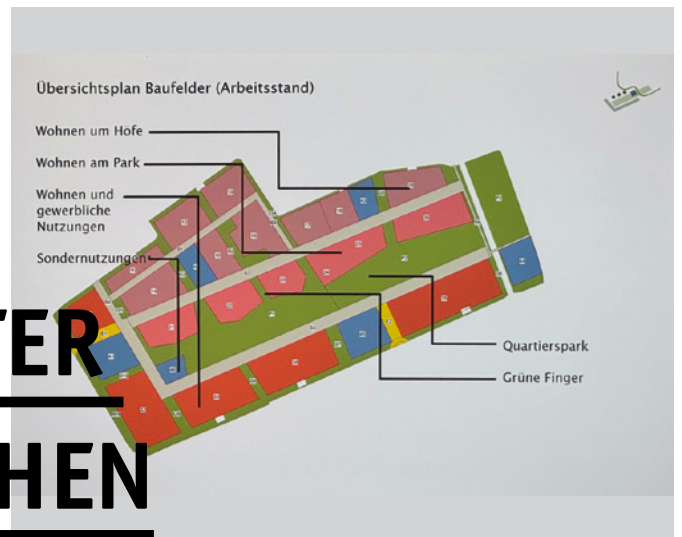 Übersichtsplan Baufelder (Arbeitsstand)
Wohnen um Höfe
Wohnen am Park
Wohnen und
gewerbliche
Nutzungen
Sondernutzungen
TER
Quartierspark
Grüne Finger
HEN